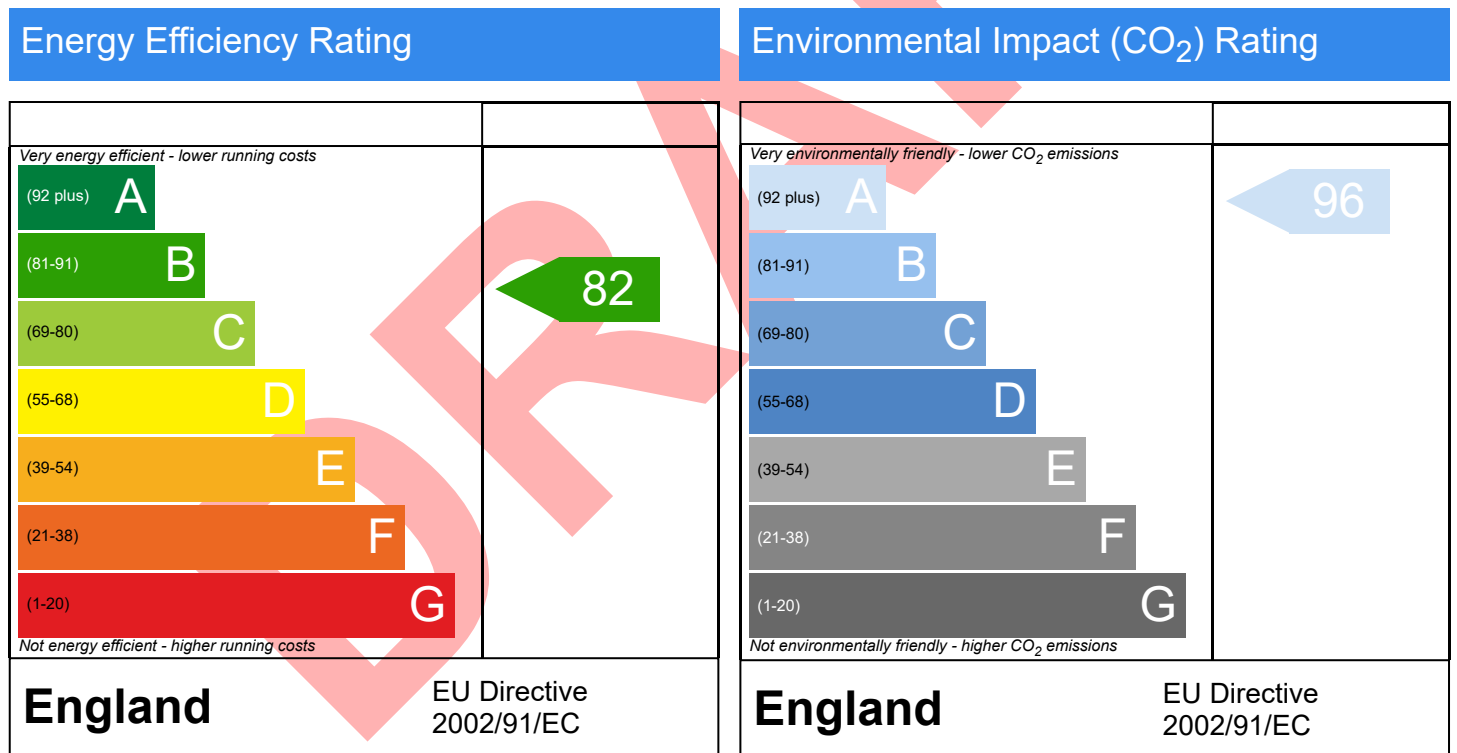 Energy Efficiency Rating
Very energy efficient - lower running costs
(92 plus) A
(81-91) B
(69-80) C
(55-68) D
(39-54) E
(21-38) F
(1-20) G
82
Not energy efficient - higher running costs
England
EU Directive
2002/91/EC
Environmental Impact (CO₂) Rating
Very environmentally friendly - lower CO₂ emissions
(92 plus) A
(81-91) B
(69-80) C
(55-68) D
(39-54) E
(21-38) F
(1-20) G
96
Not environmentally friendly - higher CO₂ emissions
England
EU Directive
2002/91/EC
DRA